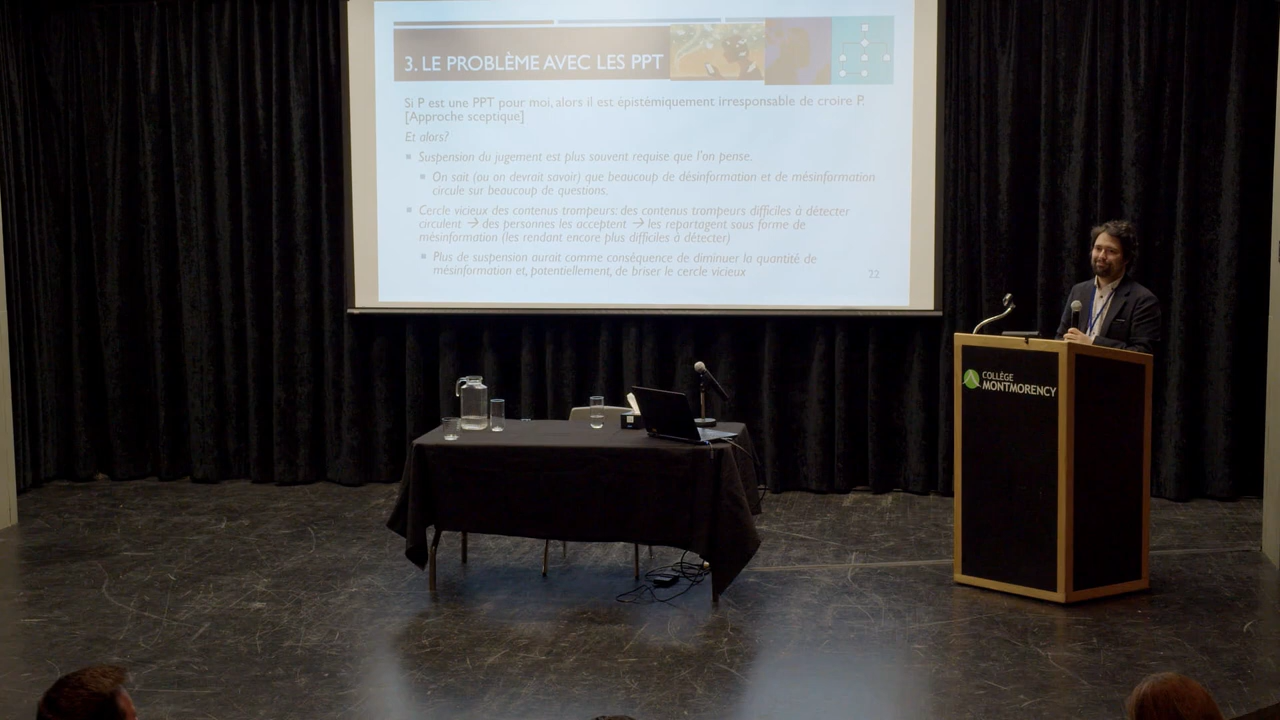 3. LE PROBLÈME AVEC LES PPT
Si P est une PPT pour moi, alors il est épistémiquement irresponsable de croire P.
[Approche sceptique]
Et alors?
Suspension du jugement est plus souvent requise que l'on pense.
On sait (ou on devrait savoir) que beaucoup de désinformation et de mésinformation
circule sur beaucoup de questions.
Cercle vicieux des contenus trompeurs: des contenus trompeurs difficiles à détecter
circulent → des personnes les acceptent → les repartagent sous forme de
mésinformation (les rendant encore plus difficiles à détecter)
Plus de suspension aurait comme conséquence de diminuer la quantité de
mésinformation et, potentiellement, de briser le cercle vicieux
22
COLLÈGE
MONTMORENCY